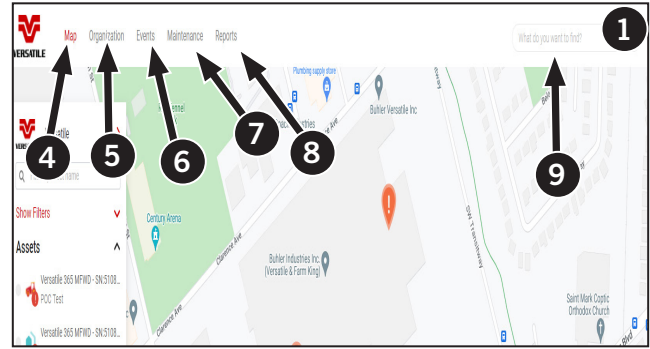 VERSATILE
Map Organization Events Maintenance Reports
What do you want to find?
1
4
5
6
7
8
9
Plumbing supply store
Buhler Versatile Inc
Century Arena
Clarence Ave
Clarence Ave
Buhler Industries Inc.
(Versatile & Farm King)
SW Transitway
Saint Mark Coptic
Orthodox Church
name
Show Filters
Assets
Versatile 365 MFWD - SN:5108...
POC Test
Versatile 365 MFWD - SN:5108...